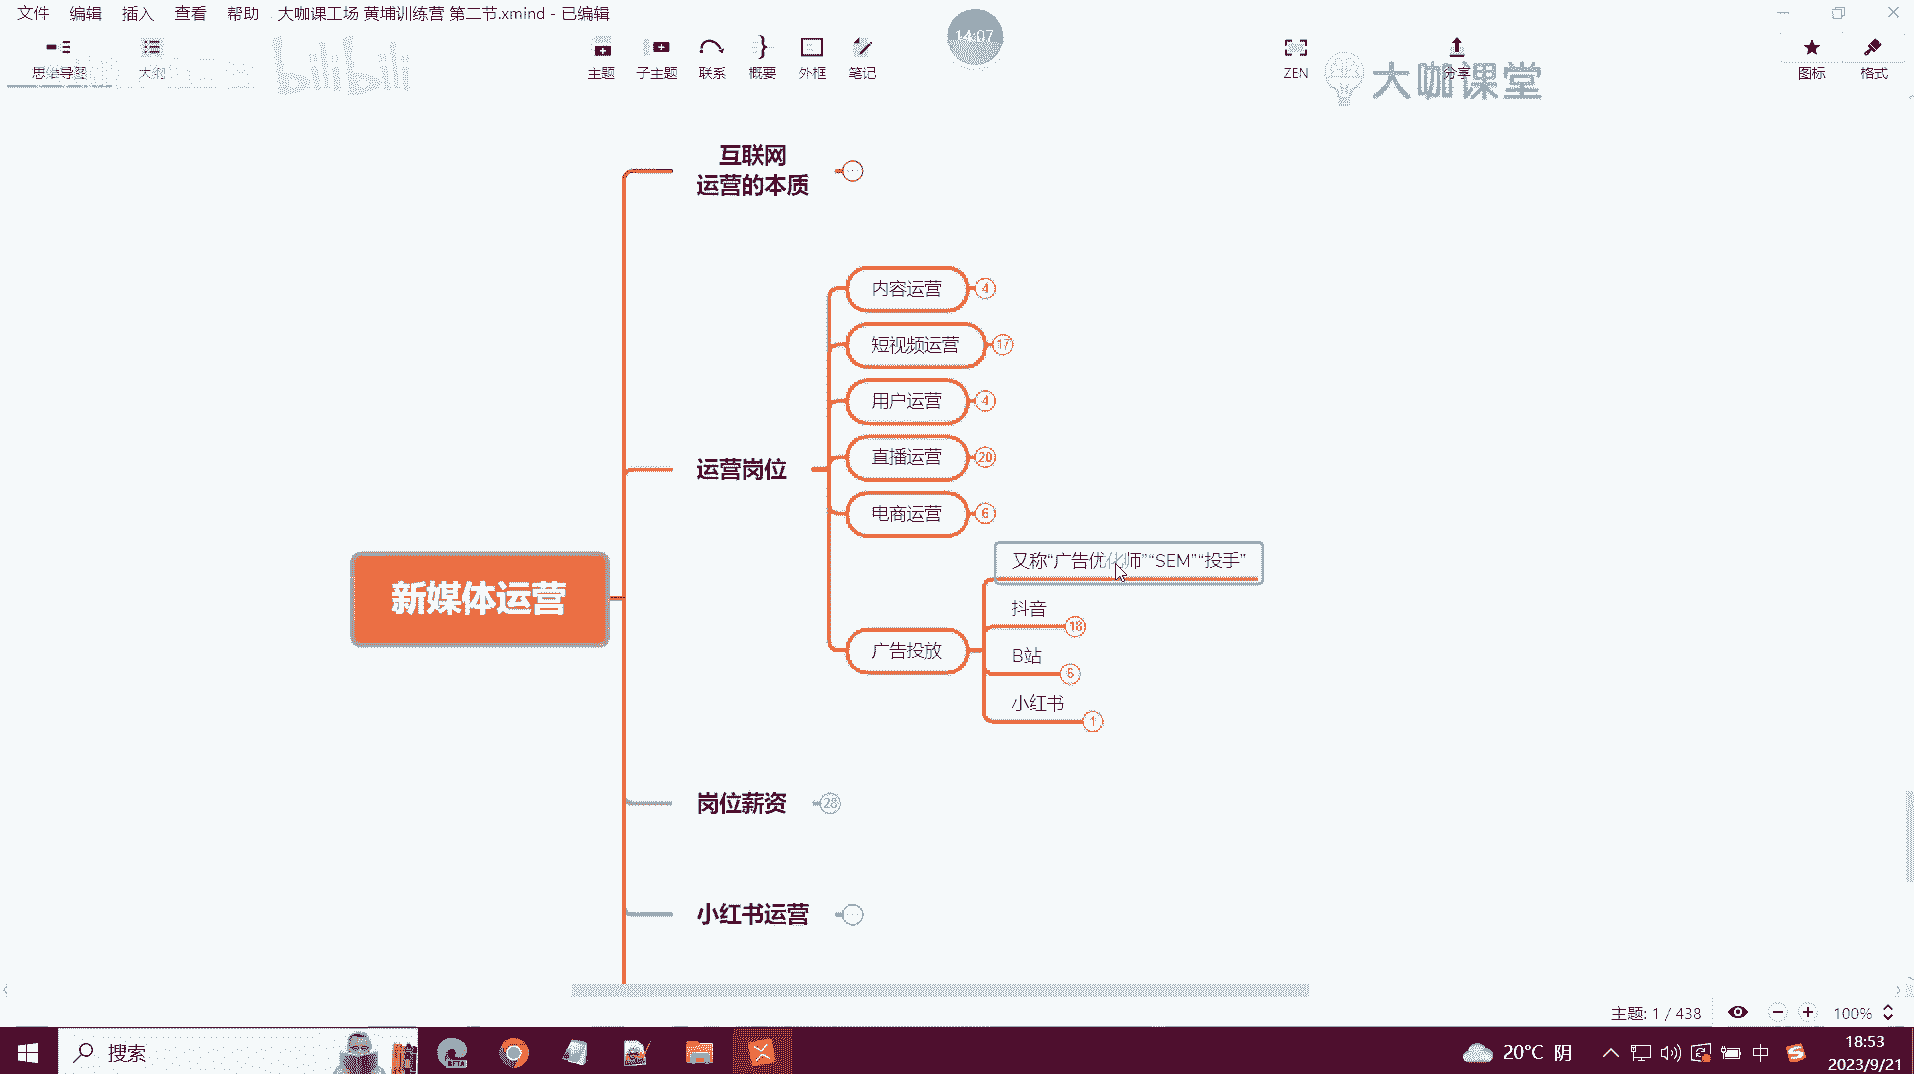 文件 编辑 插入 查看 帮助 大咖课工场 黄埔训练营 第二节.xmind - 已编辑
14:07
思维导图 大纲 主题 子主题 联系 概要 外框 笔记 ZEN 分享 图标 格式
bilibili
大咖课堂
互联网
运营的本质
内容运营 4
短视频运营 17
用户运营 4
运营岗位
直播运营 20
电商运营 6
又称“广告优化师”“SEM”“投手”
新媒体运营
抖音 18
广告投放
B站 6
小红书 1
岗位薪资 28
小红书运营
主题: 1 / 438 100%
搜索
BETA
20°C 阴
中
18:53
2023/9/21